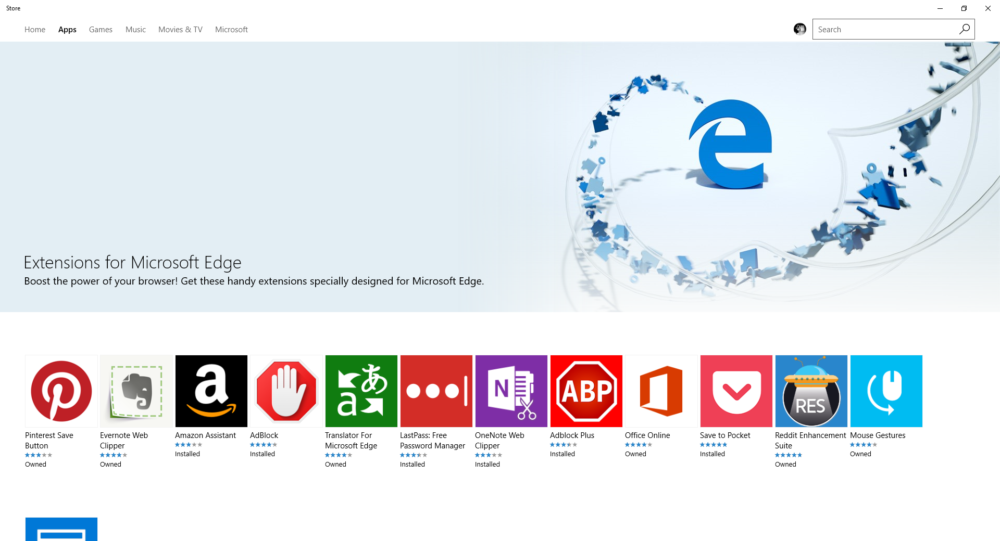 Store
Home Apps Games Music Movies & TV Microsoft
Search
Extensions for Microsoft Edge
Boost the power of your browser! Get these handy extensions specially designed for Microsoft Edge.
a
あ
a
N
ABP
RES
Pinterest Save
Button
Owned
Evernote Web
Clipper
Owned
Amazon Assistant
Installed
AdBlock
Installed
Translator For
Microsoft Edge
Owned
LastPass: Free
Password Manager
Installed
OneNote Web
Clipper
Installed
Adblock Plus
Installed
Office Online
Owned
Save to Pocket
Installed
Reddit Enhancement
Suite
Owned
Mouse Gestures
Owned